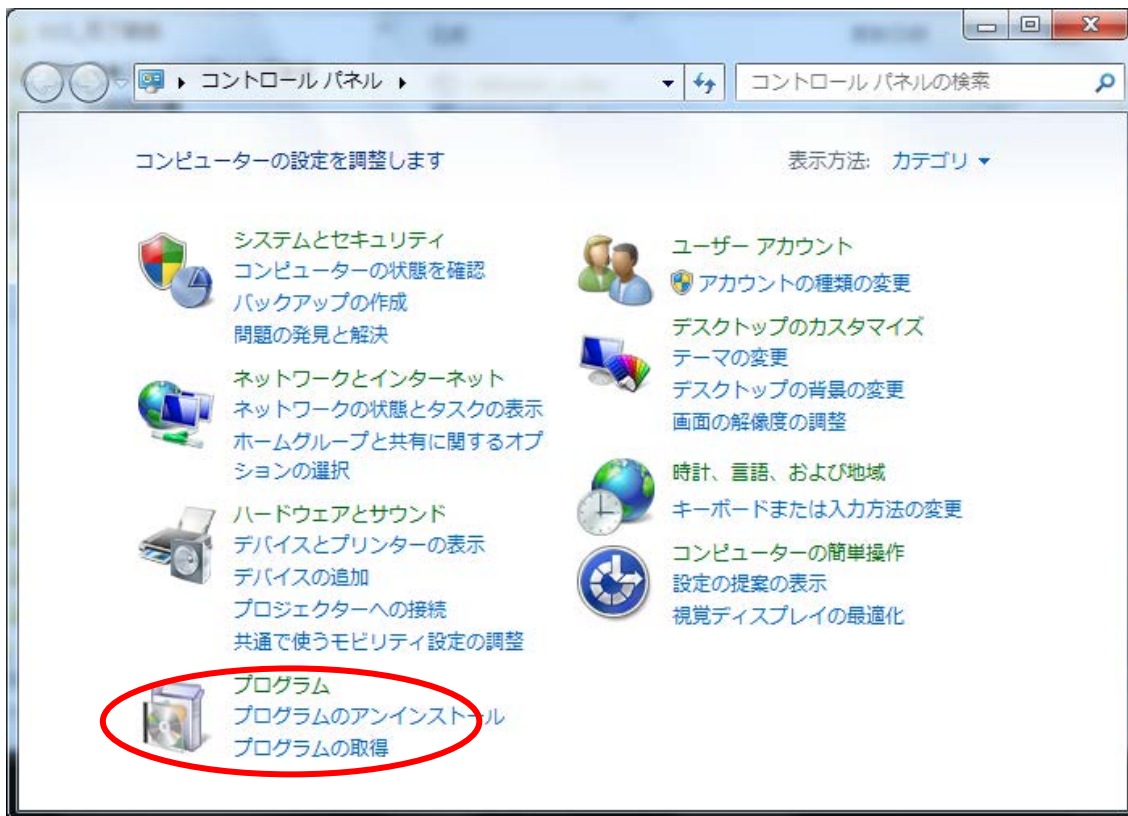 コントロール パネル
コントロール パネルの検索
コンピューターの設定を調整します
表示方法: カテゴリ
システムとセキュリティ
コンピューターの状態を確認
バックアップの作成
問題の発見と解決
ネットワークとインターネット
ネットワークの状態とタスクの表示
ホームグループと共有に関するオプ
ションの選択
ハードウェアとサウンド
デバイスとプリンターの表示
デバイスの追加
プロジェクターへの接続
共通で使うモビリティ設定の調整
プログラム
プログラムのアンインストール
プログラムの取得
ユーザー アカウント
アカウントの種類の変更
デスクトップのカスタマイズ
テーマの変更
デスクトップの背景の変更
画面の解像度の調整
時計、言語、および地域
キーボードまたは入力方法の変更
コンピューターの簡単操作
設定の提案の表示
視覚ディスプレイの最適化